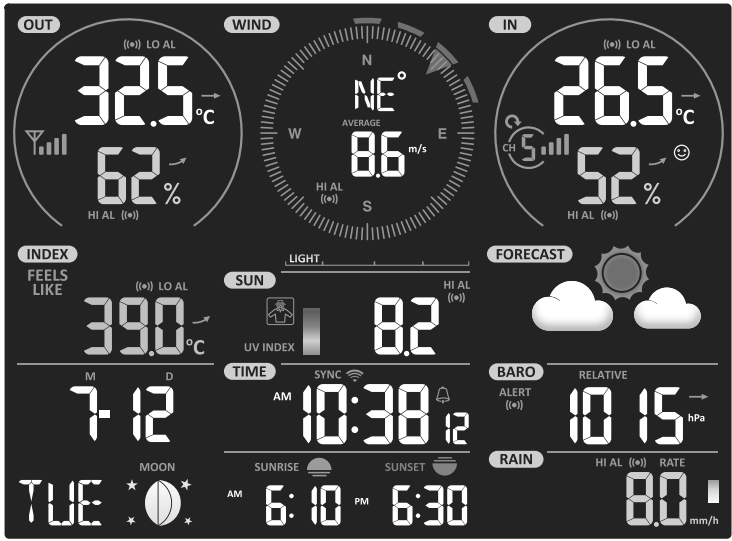 OUT
LO AL
32.5 °C
62 %
HI AL
WIND
N
NE°
AVERAGE
W
E
8.6 m/s
HI AL
S
IN
LO AL
26.5 °C
CH 5
52 %
HI AL
INDEX
FEELS
LIKE
LO AL
39.0 °C
LIGHT
SUN
HI AL
UV INDEX
8.2
FORECAST
M D
7-12
TUE
MOON
TIME
SYNC
AM 10:38 12
SUNRISE
AM 6:10
SUNSET
PM 6:30
BARO
RELATIVE
ALERT
1015 hPa
RAIN
HI AL RATE
8.0 mm/h